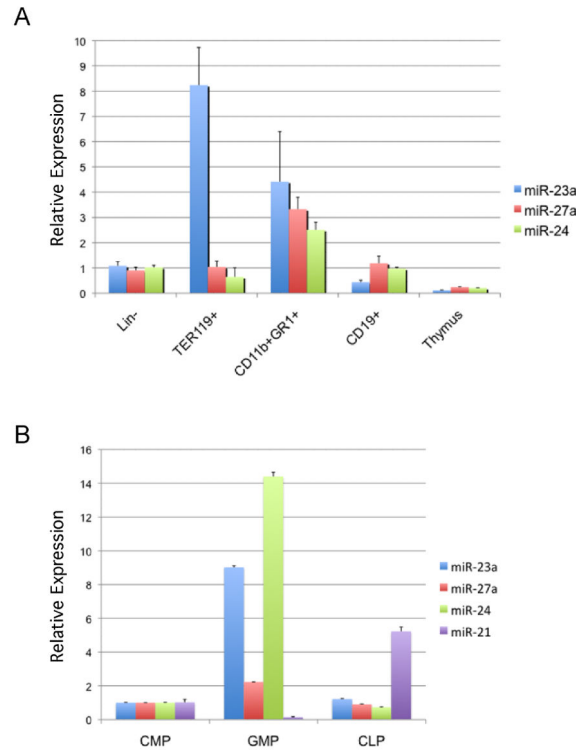 A
Relative Expression
10
9
8
7
6
5
4
3
2
1
0
Lin-
TER119+
CD11b+GR1+
CD19+
Thymus
miR-23a
miR-27a
miR-24
B
Relative Expression
16
14
12
10
8
6
4
2
0
CMP
GMP
CLP
miR-23a
miR-27a
miR-24
miR-21